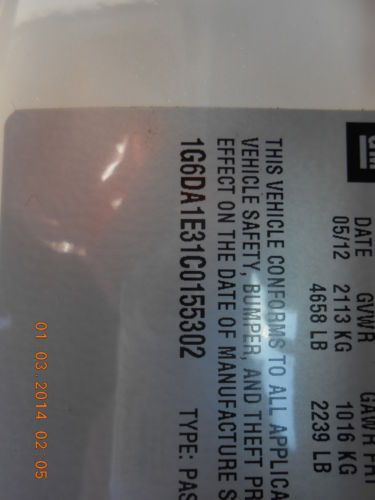 GM
DATE GVWR GAWR FRT
05/12 2113 KG 1016 KG
4658 LB 2239 LB
THIS VEHICLE CONFORMS TO ALL APPLICA
VEHICLE SAFETY, BUMPER, AND THEFT PR
EFFECT ON THE DATE OF MANUFACTURE S
1G6DA1E31C0155302 TYPE: PAS
01 03 2014 02:05